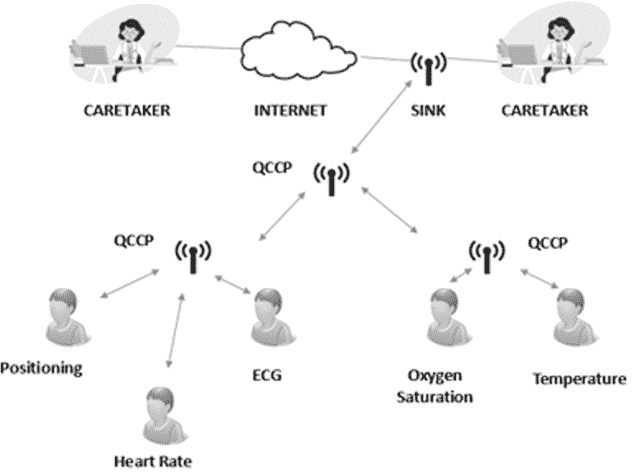 CARETAKER
INTERNET
SINK
CARETAKER
QCCP
QCCP
QCCP
Positioning
ECG
Oxygen
Saturation
Temperature
Heart Rate